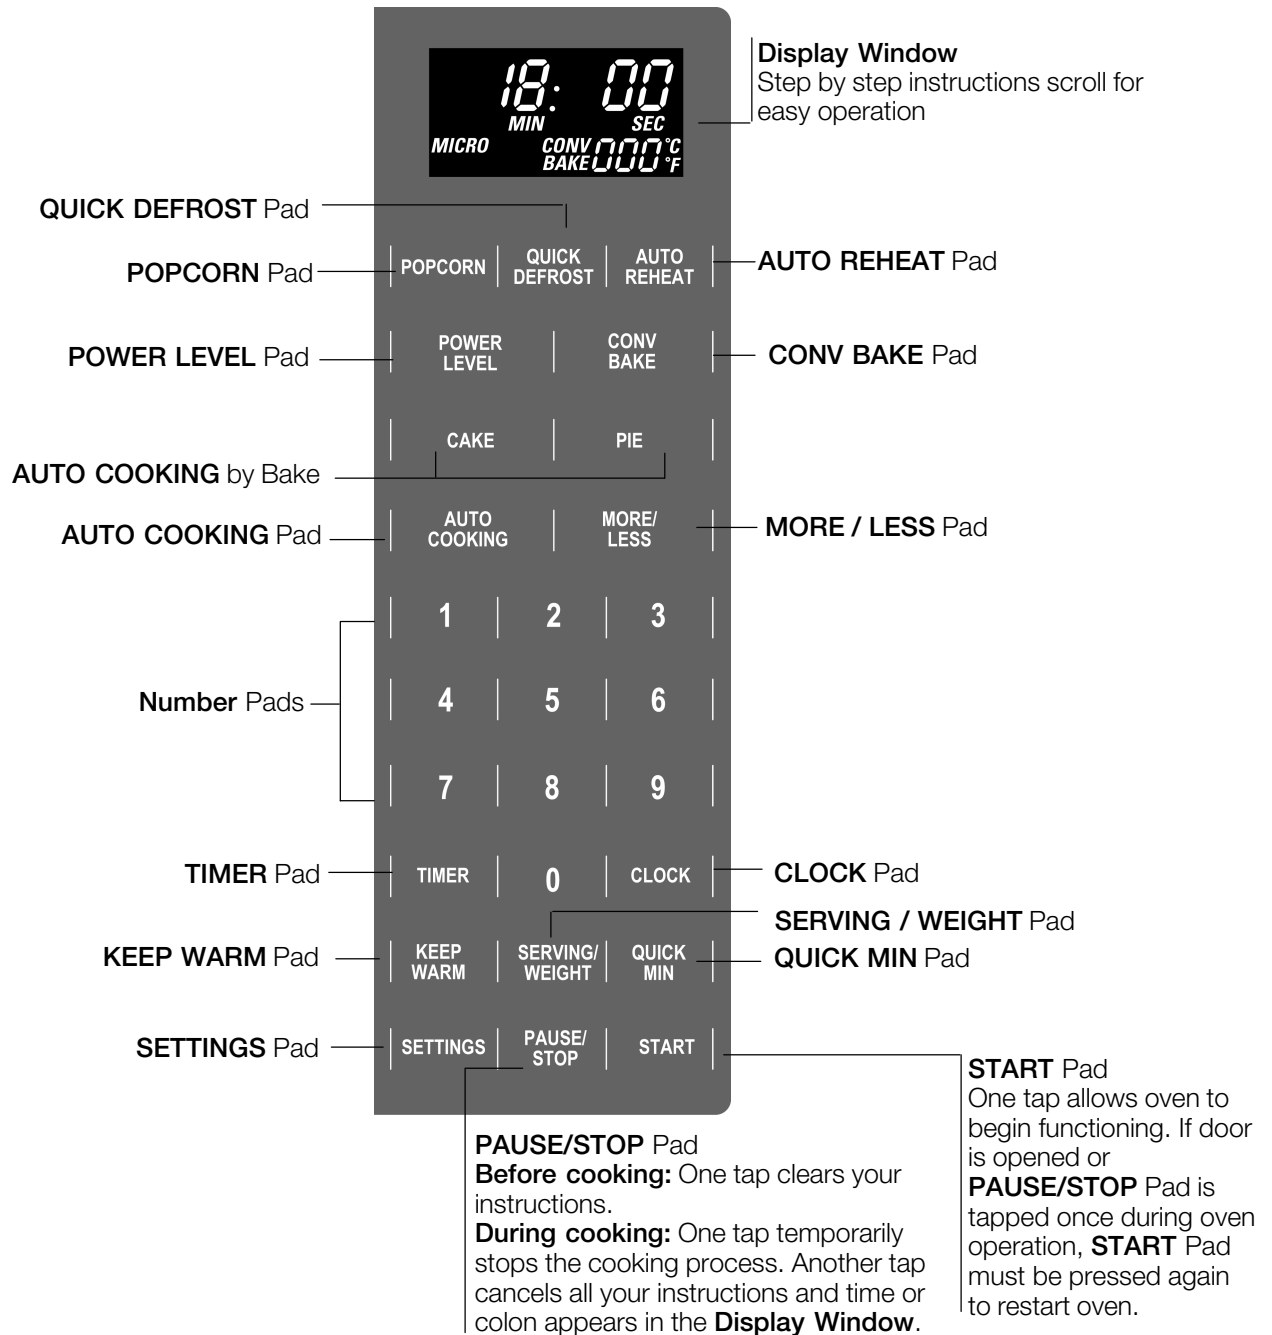 18: 00
MIN SEC
MICRO CONV BAKE 000 °C °F
Display Window
Step by step instructions scroll for
easy operation
QUICK DEFROST Pad
POPCORN Pad
POPCORN
QUICK
DEFROST
AUTO
REHEAT
AUTO REHEAT Pad
POWER LEVEL Pad
POWER
LEVEL
CONV
BAKE
CONV BAKE Pad
CAKE
PIE
AUTO COOKING by Bake
AUTO COOKING Pad
AUTO
COOKING
MORE/
LESS
MORE / LESS Pad
1 2 3
Number Pads
4 5 6
7 8 9
TIMER Pad
TIMER
0
CLOCK
CLOCK Pad
SERVING / WEIGHT Pad
KEEP WARM Pad
KEEP
WARM
SERVING/
WEIGHT
QUICK
MIN
QUICK MIN Pad
SETTINGS Pad
SETTINGS
PAUSE/
STOP
START
PAUSE/STOP Pad
Before cooking: One tap clears your
instructions.
During cooking: One tap temporarily
stops the cooking process. Another tap
cancels all your instructions and time or
colon appears in the Display Window.
START Pad
One tap allows oven to
begin functioning. If door
is opened or
PAUSE/STOP Pad is
tapped once during oven
operation, START Pad
must be pressed again
to restart oven.